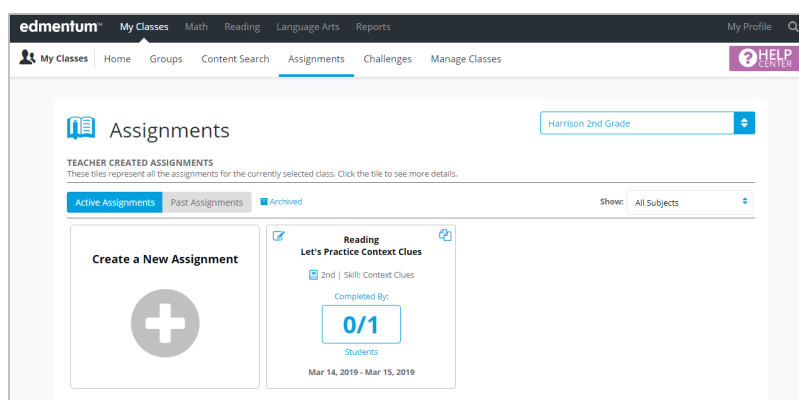 edmentum™ My Classes Math Reading Language Arts Reports My Profile
My Classes Home Groups Content Search Assignments Challenges Manage Classes ? HELP CENTER
Assignments
Harrison 2nd Grade
TEACHER CREATED ASSIGNMENTS
These tiles represent all the assignments for the currently selected class. Click the tile to see more details.
Active Assignments Past Assignments Archived Show: All Subjects
Create a New Assignment
Reading
Let's Practice Context Clues
2nd | Skill: Context Clues
Completed By:
0/1
Students
Mar 14, 2019 - Mar 15, 2019